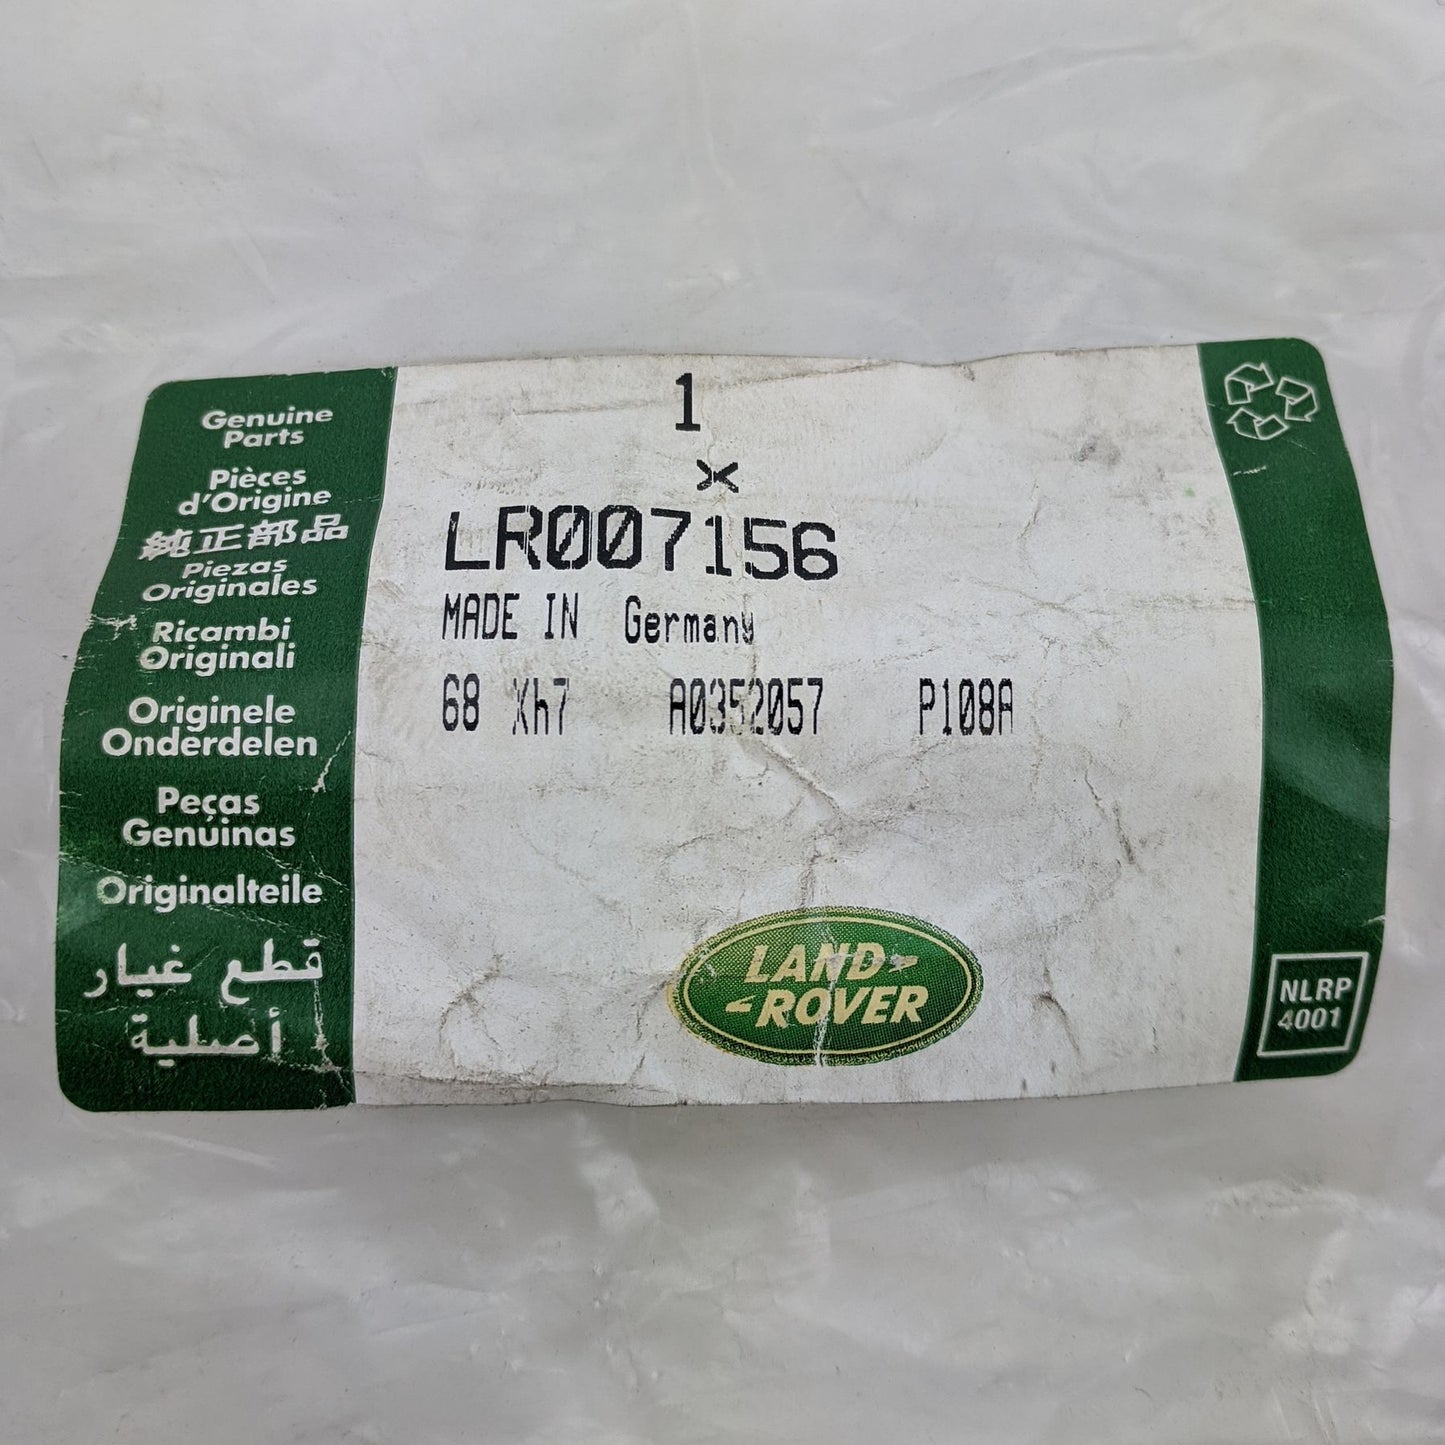 Genuine
Parts
Pièces
d'Origine
純正部品
Piezas
Originales
Ricambi
Originali
Originele
Onderdelen
Peças
Genuinas
Originalteile
قطع غيار
أصلية
1
x
LR007156
MADE IN Germany
68 Xh7 A0352057 P108A
LAND
ROVER
NLRP
4001